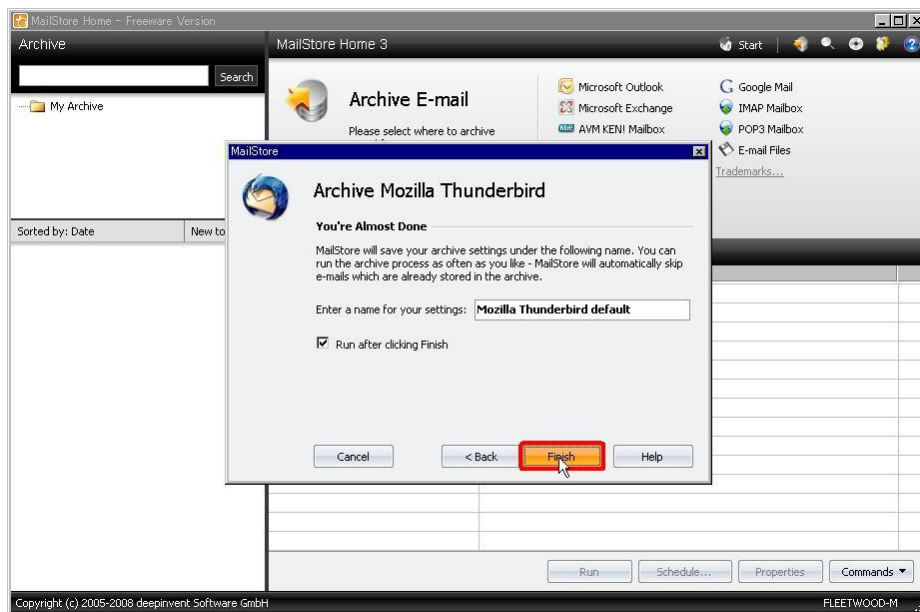 MailStore Home - Freeware Version
Archive
MailStore Home 3
Start
Search
My Archive
Archive E-mail
Please select where to archive
Microsoft Outlook
Microsoft Exchange
AVM KEN! Mailbox
Google Mail
IMAP Mailbox
POP3 Mailbox
E-mail Files
Trademarks...
Sorted by: Date
New to
MailStore
Archive Mozilla Thunderbird
You're Almost Done
MailStore will save your archive settings under the following name. You can
run the archive process as often as you like - MailStore will automatically skip
e-mails which are already stored in the archive.
Enter a name for your settings: Mozilla Thunderbird default
Run after clicking Finish
Cancel
< Back
Finish
Help
Run
Schedule...
Properties
Commands
Copyright (c) 2005-2008 deepinvent Software GmbH
FLEETWOOD-M